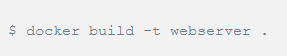 $ docker build -t webserver .